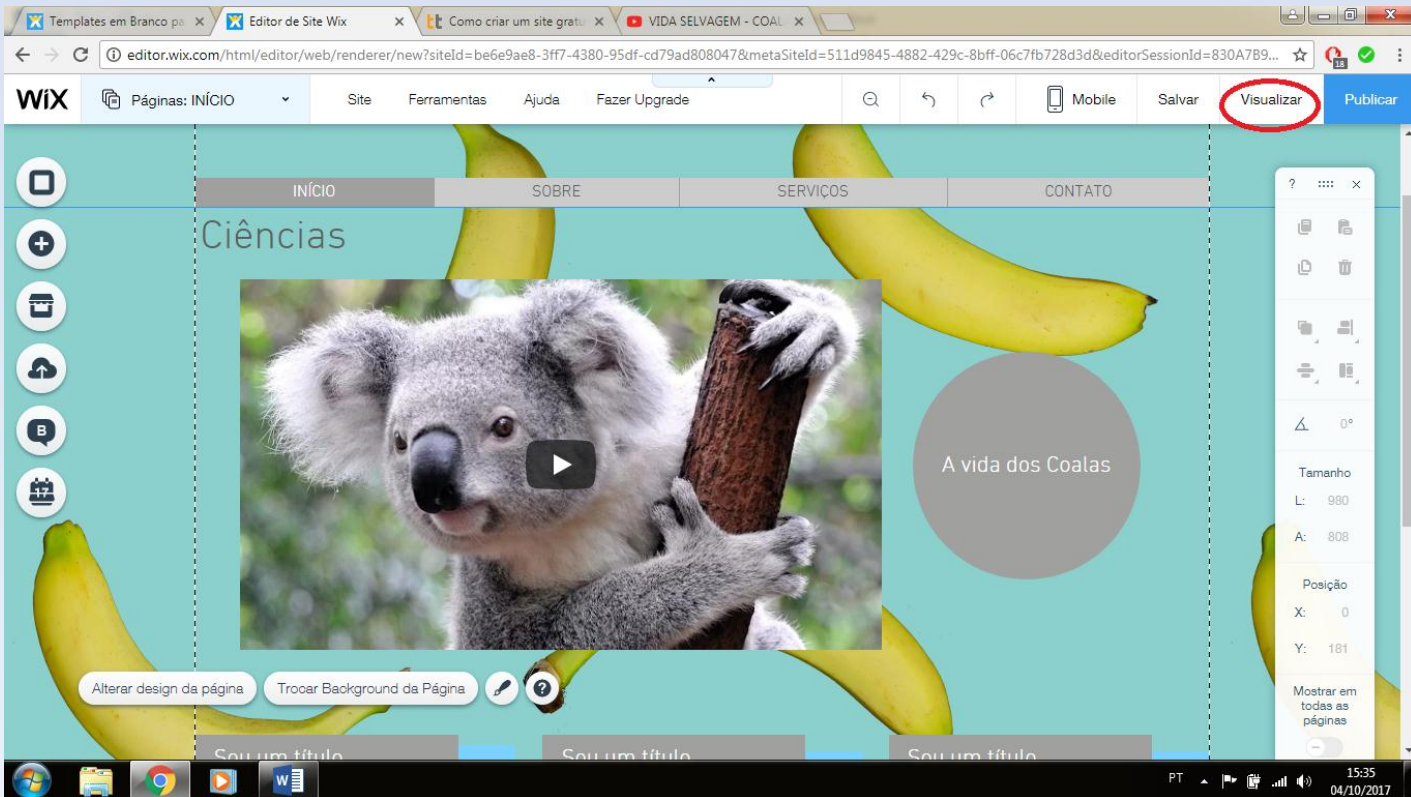 Templates em Branco pa
Editor de Site Wix
Como criar um site gratu
VIDA SELVAGEM - COAL
editor.wix.com/html/editor/web/renderer/new?siteId=be6e9ae8-3ff7-4380-95df-cd79ad808047&metaSiteId=511d9845-4882-429c-8bff-06c7fb728d3d&editorSessionId=830A7B9...
18
WiX
Páginas: INÍCIO
Site
Ferramentas
Ajuda
Fazer Upgrade
Mobile
Salvar
Visualizar
Publicar
INÍCIO
SOBRE
SERVIÇOS
CONTATO
Ciências
A vida dos Coalas
B
17
?
0°
Tamanho
L: 980
A: 808
Posição
X: 0
Y: 181
Mostrar em
todas as
páginas
Alterar design da página
Trocar Background da Página
?
Sou um título
Sou um título
Sou um título
W
PT
15:35
04/10/2017